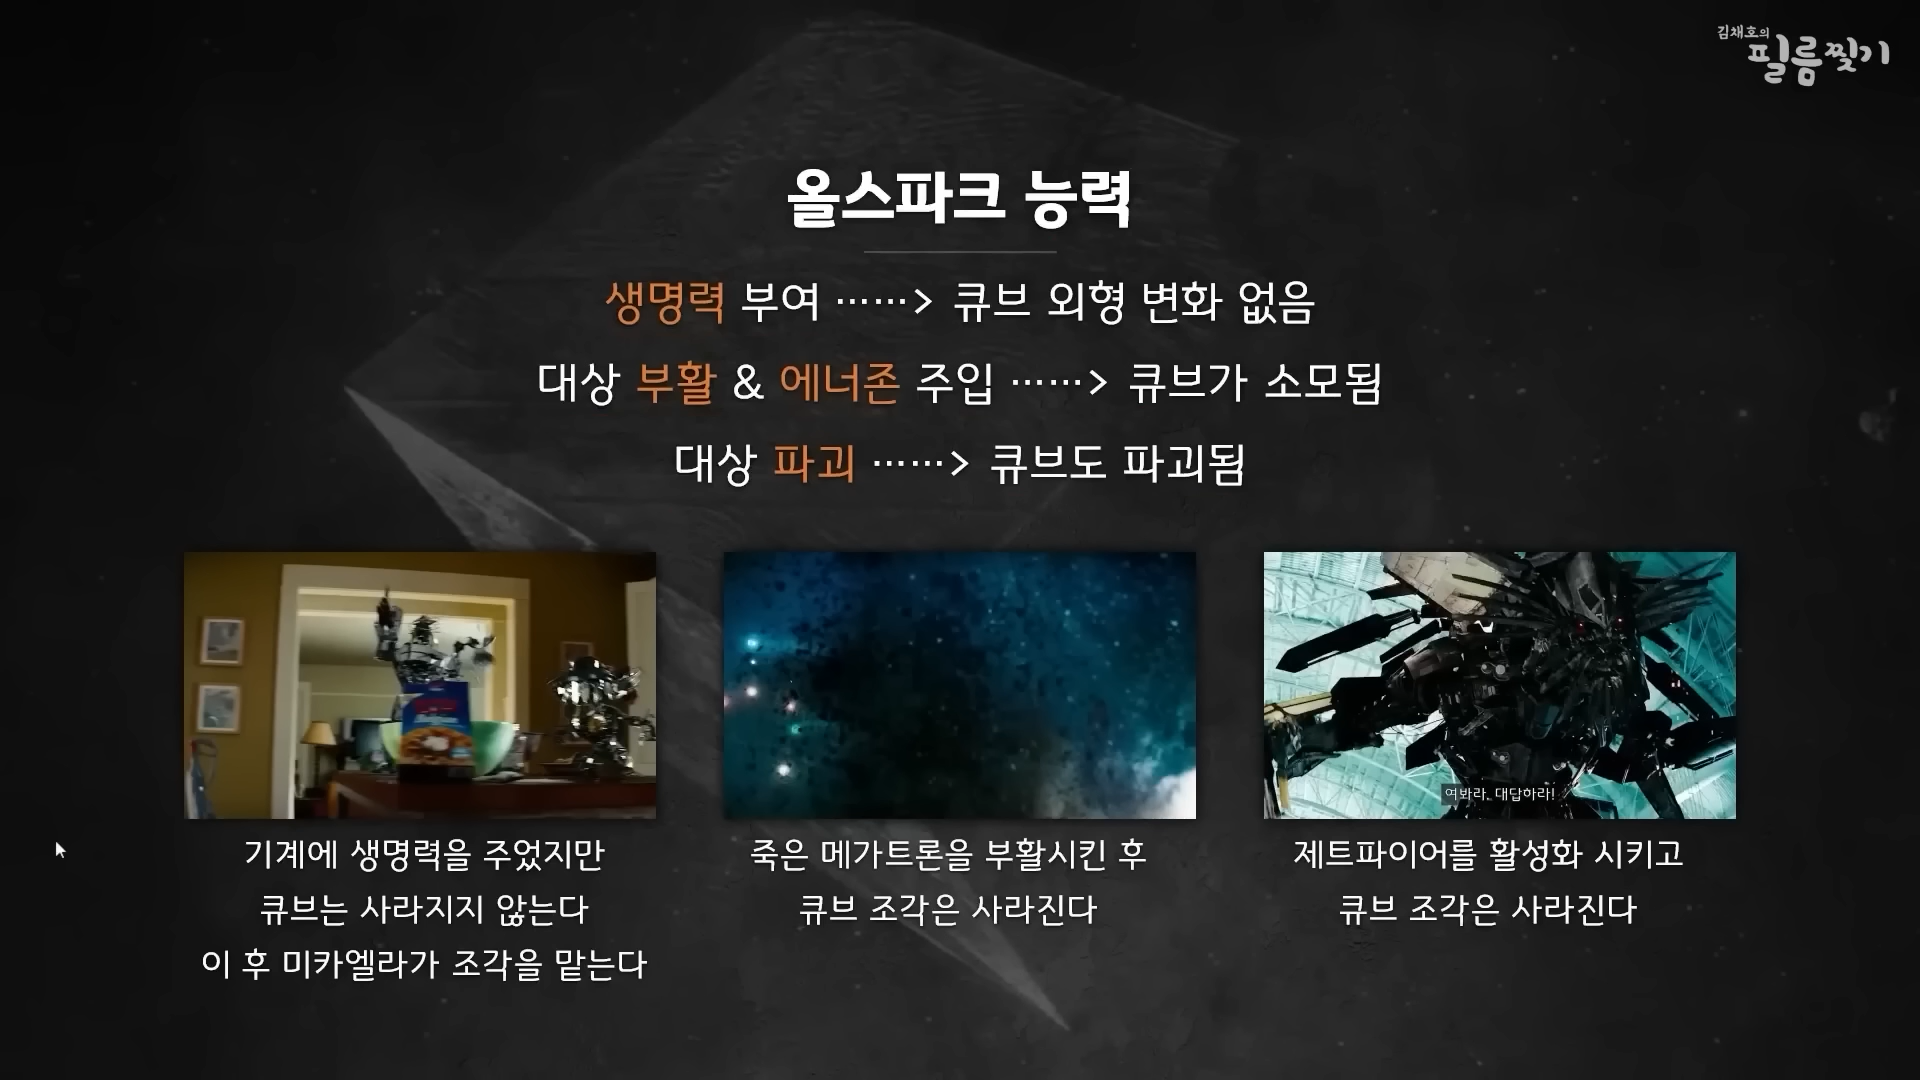 김채호의
필름찢기
올스파크 능력
생명력 부여 ······> 큐브 외형 변화 없음
대상 부활 & 에너존 주입 ······> 큐브가 소모됨
대상 파괴 ······> 큐브도 파괴됨
여봐라, 대답하라!
기계에 생명력을 주었지만
큐브는 사라지지 않는다
이 후 미카엘라가 조각을 맡는다
죽은 메가트론을 부활시킨 후
큐브 조각은 사라진다
제트파이어를 활성화 시키고
큐브 조각은 사라진다